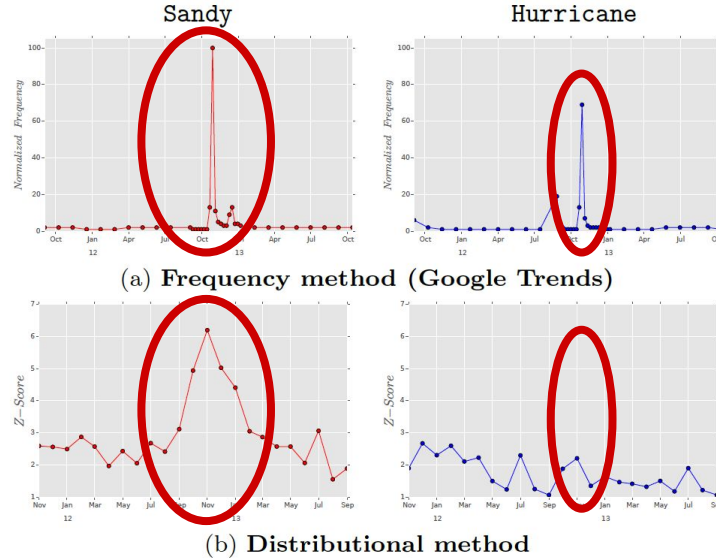 Sandy Hurricane
100 100
80 80
60 60
40 40
20 20
0 0
Normalized Frequency Normalized Frequency
Oct Jan Apr Jul Oct Jan Apr Jul Oct Oct Jan Apr Jul Oct Jan Apr Jul Oct
12 13 12 13
(a) Frequency method (Google Trends)
7 7
6 6
5 5
4 4
3 3
2 2
1 1
Z-Score Z-Score
Nov Jan Mar May Jul Sep Nov Jan Mar May Jul Sep Nov Jan Mar May Jul Sep Nov Jan Mar May Jul Sep
12 13 12 13
(b) Distributional method